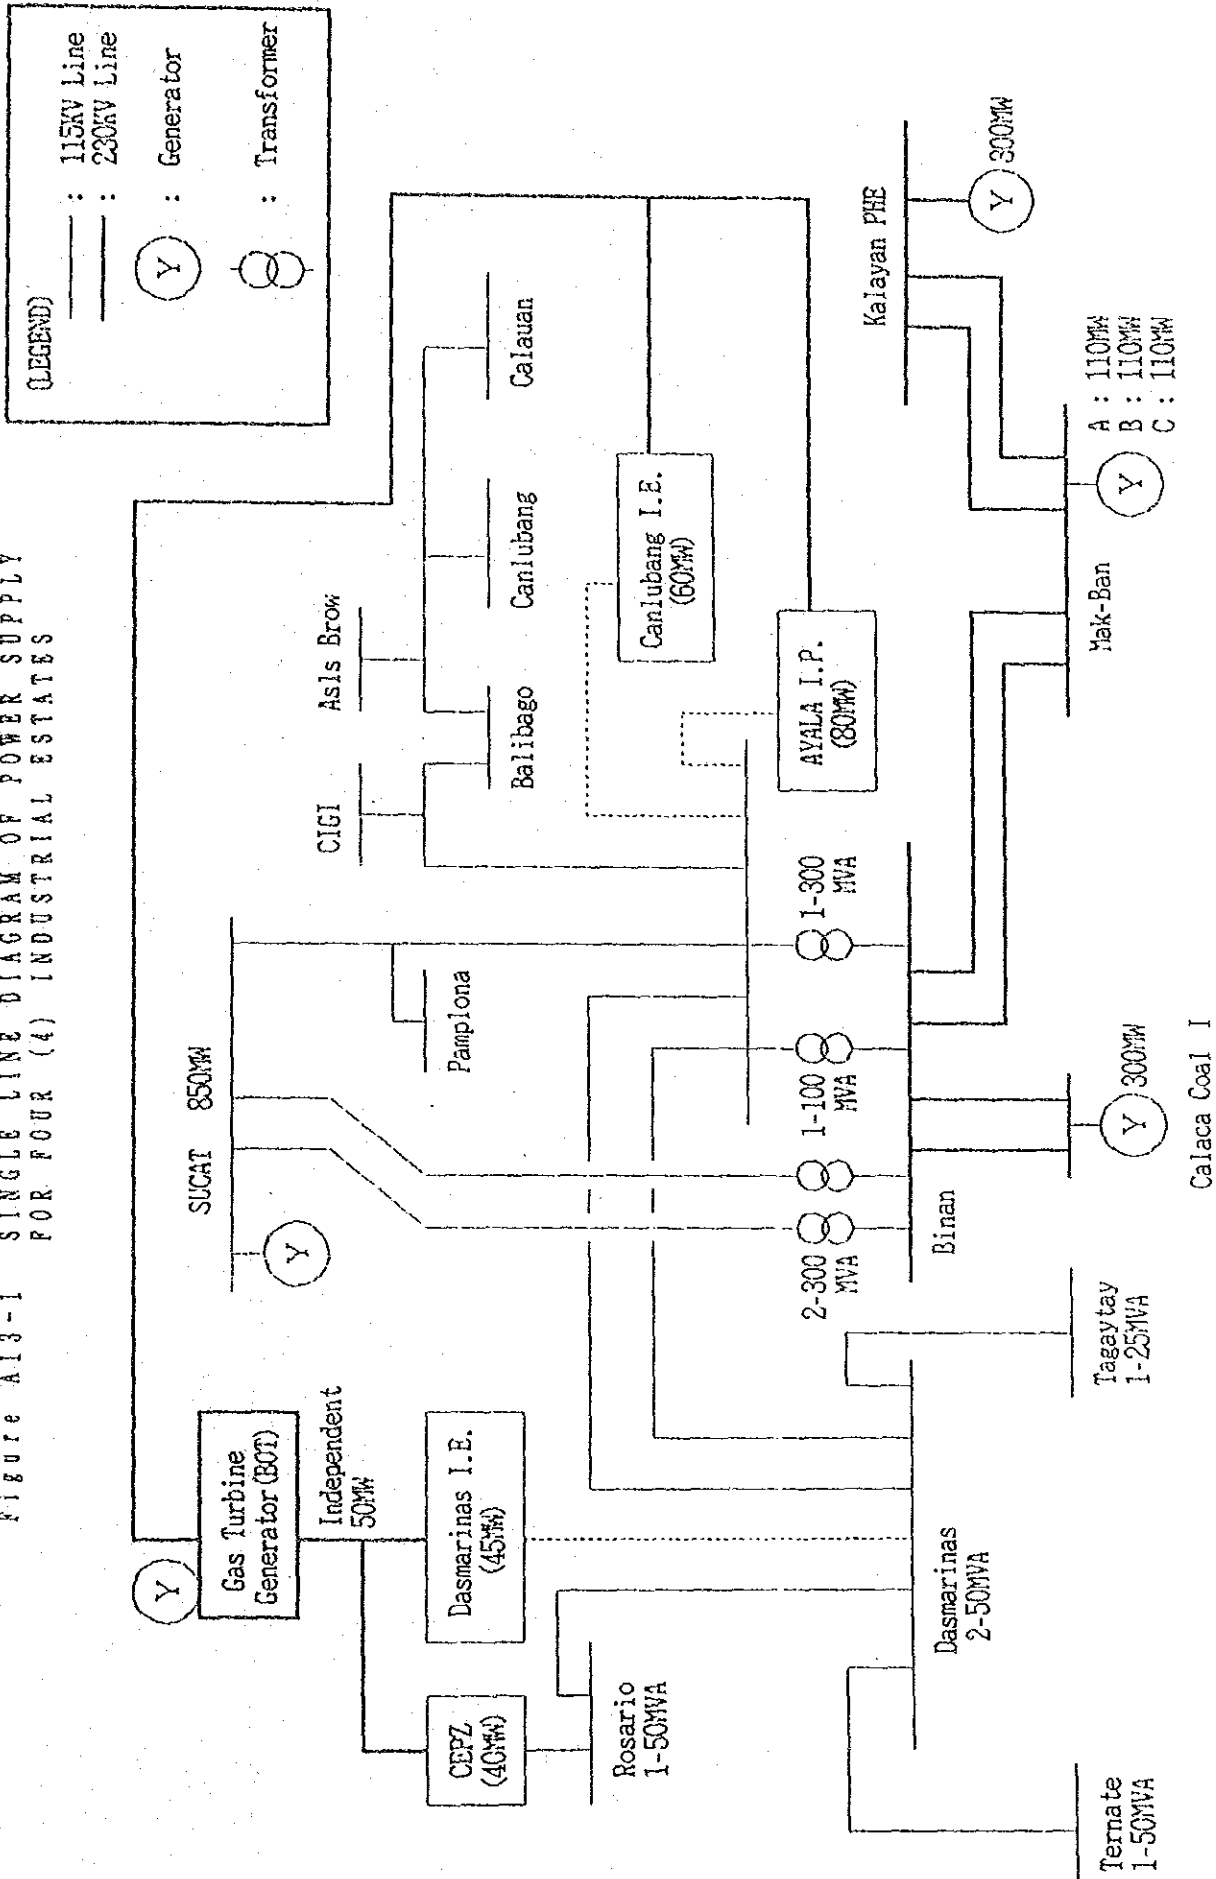 Figure A13-1 SINGLE LINE DIAGRAM OF POWER SUPPLY
FOR FOUR (4) INDUSTRIAL ESTATES
(LEGEND)
: 115KV Line
: 230KV Line
Y : Generator
: Transformer
Y
Gas Turbine
Generator(BOT)
Independent
50MW
SUCAT 850MW
Y
CEPZ
(40MW)
Dasmarinas I.E.
(45MW)
Pamplona
CIGI
Asls Brow
Balibago
Canlubang
Calauan
Rosario
1-50MVA
Canlubang I.E.
(60MW)
AYALA I.P.
(80MW)
2-300
MVA
1-100
MVA
1-300
MVA
Kalayan PHE
Y 300MW
Ternate
1-50MVA
Dasmarinas
2-50MVA
Tagaytay
1-25MVA
Binan
Y 300MW
Calaca Coal I
Mak-Ban
Y
A : 110MW
B : 110MW
C : 110MW